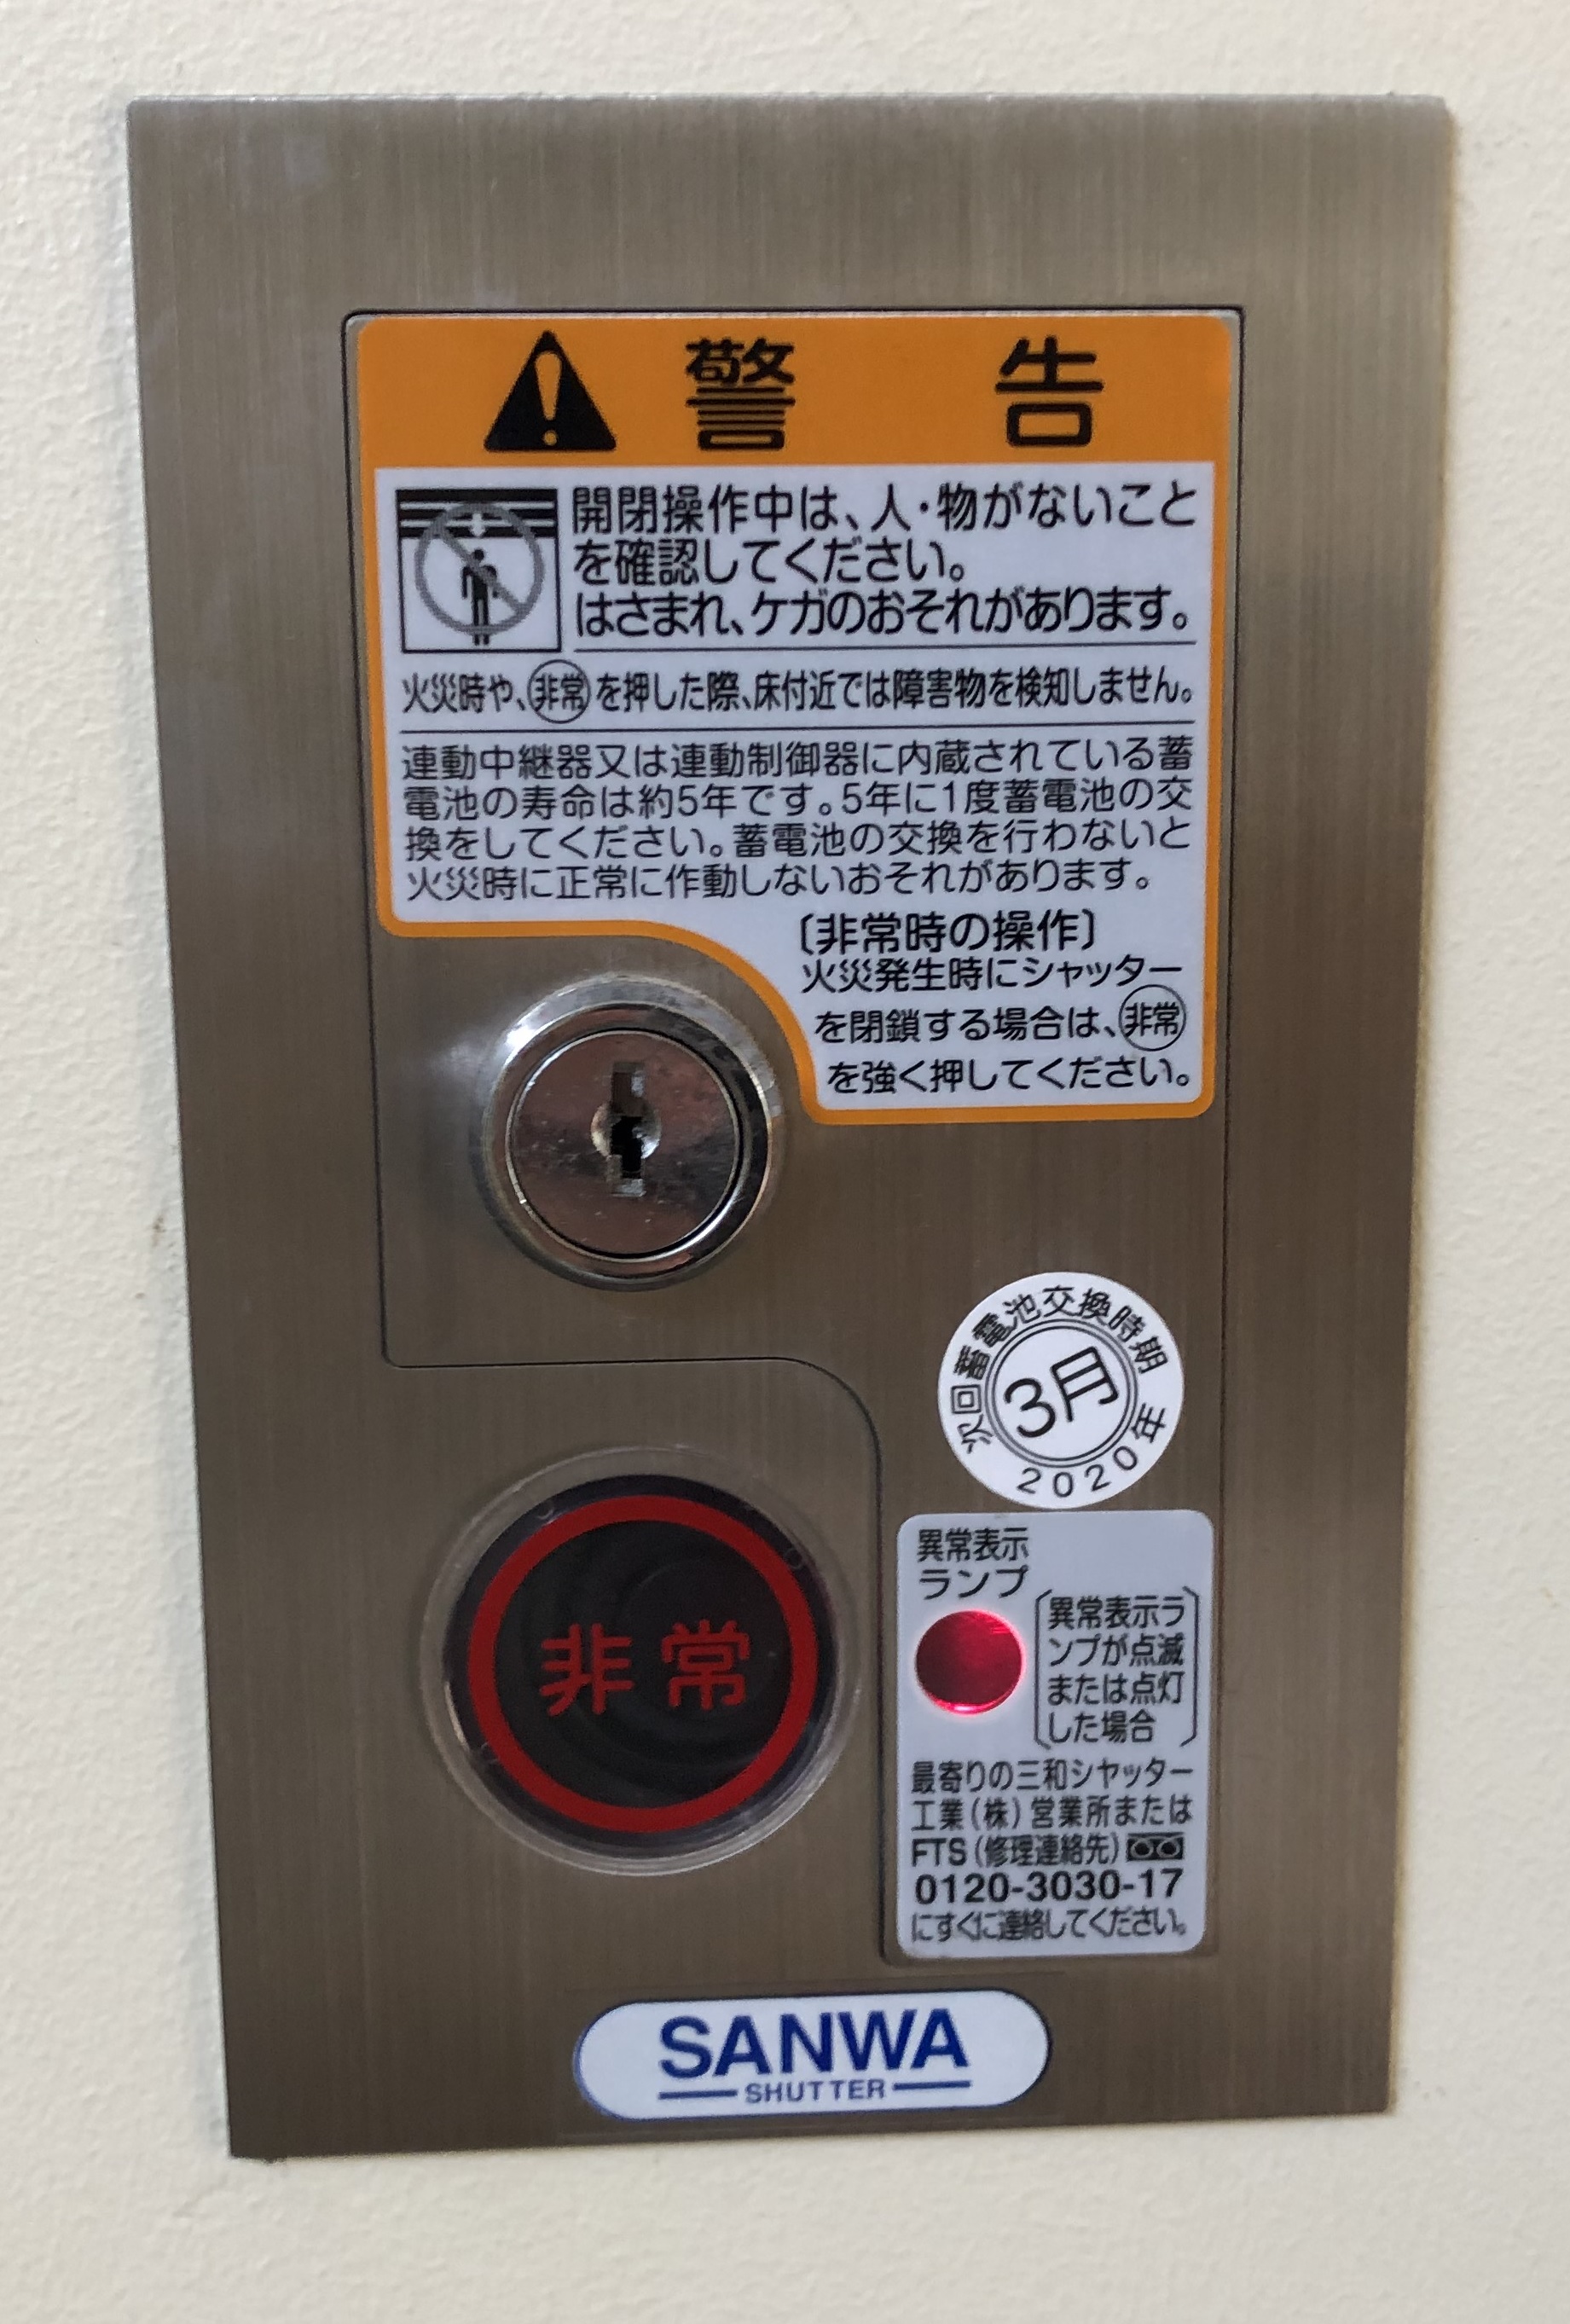 警 告
開閉操作中は、人・物がないこと
を確認してください。
はさまれ、ケガのおそれがあります。
火災時や、非常を押した際、床付近では障害物を検知しません。
連動中継器又は連動制御器に内蔵されている蓄
電池の寿命は約5年です。5年に1度蓄電池の交
換をしてください。蓄電池の交換を行わないと
火災時に正常に作動しないおそれがあります。
〔非常時の操作〕
火災発生時にシャッター
を閉鎖する場合は、非常
を強く押してください。
次回蓄電池交換時期
3月
2020年
非常
異常表示
ランプ
異常表示ラ
ンプが点滅
または点灯
した場合
最寄りの三和シヤッター
工業(株)営業所または
FTS(修理連絡先)
0120-3030-17
にすぐに連絡してください。
SANWA
SHUTTER